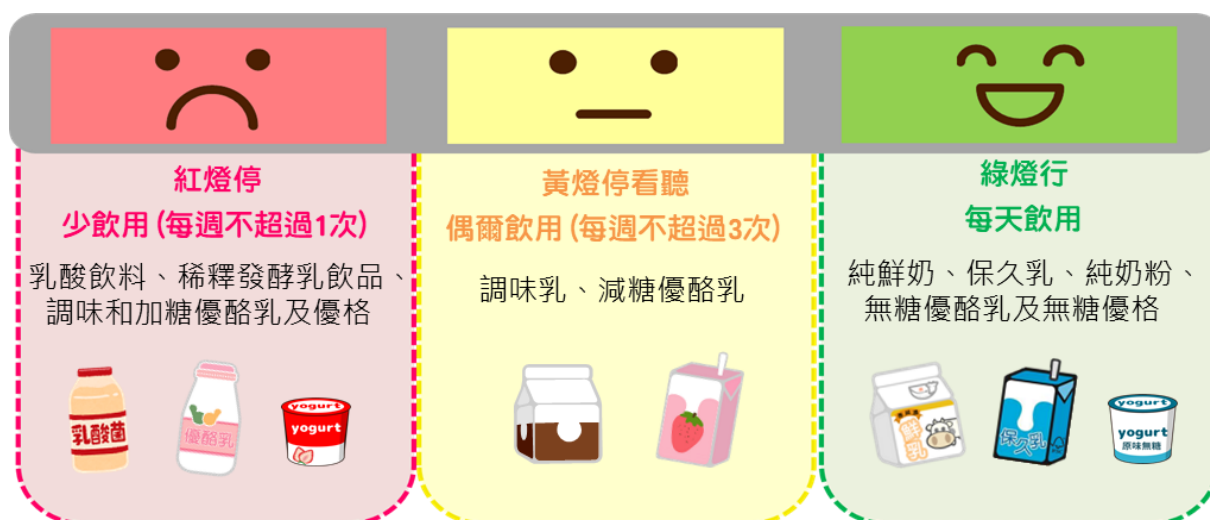 紅燈停
少飲用(每週不超過1次)
乳酸飲料、稀釋發酵乳飲品、
調味和加糖優酪乳及優格
乳酸菌
優酪乳
yogurt
yogurt
黃燈停看聽
偶爾飲用(每週不超過3次)
調味乳、減糖優酪乳
綠燈行
每天飲用
純鮮奶、保久乳、純奶粉、
無糖優酪乳及無糖優格
鮮乳
保久乳
yogurt
yogurt
原味無糖